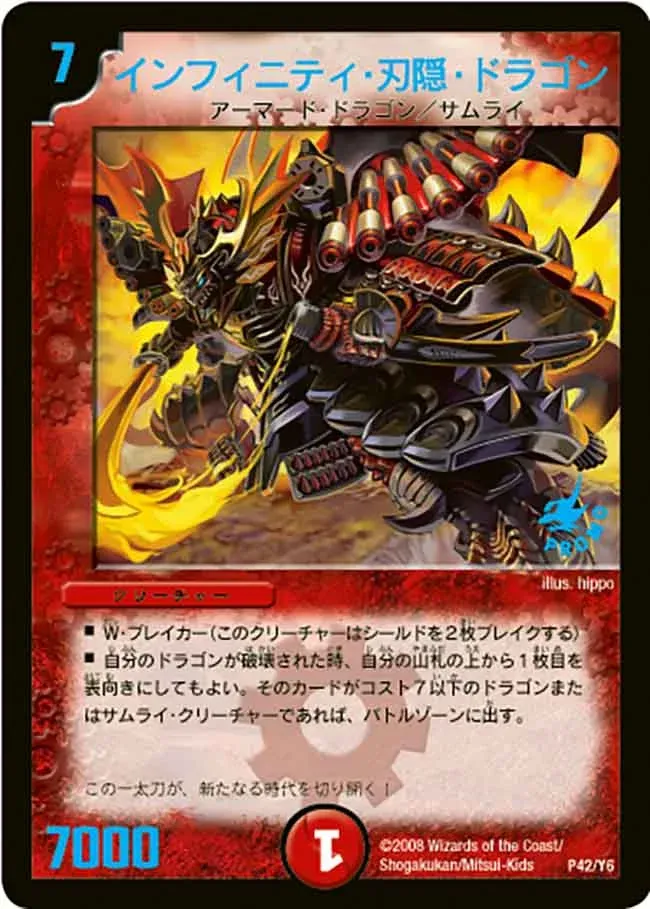 7
インフィニティ・刃隠・ドラゴン
アーマード・ドラゴン／サムライ
PROMO
illus. hippo
クリーチャー
■ W・ブレイカー(このクリーチャーはシールドを２枚ブレイクする)
■ 自分のドラゴンが破壊された時、自分の山札の上から１枚目を
表向きにしてもよい。そのカードがコスト７以下のドラゴンまた
はサムライ・クリーチャーであれば、バトルゾーンに出す。
この一太刀が、新たなる時代を切り開く！
7000
1
©2008 Wizards of the Coast/
Shogakukan/Mitsui-Kids
P42/Y6